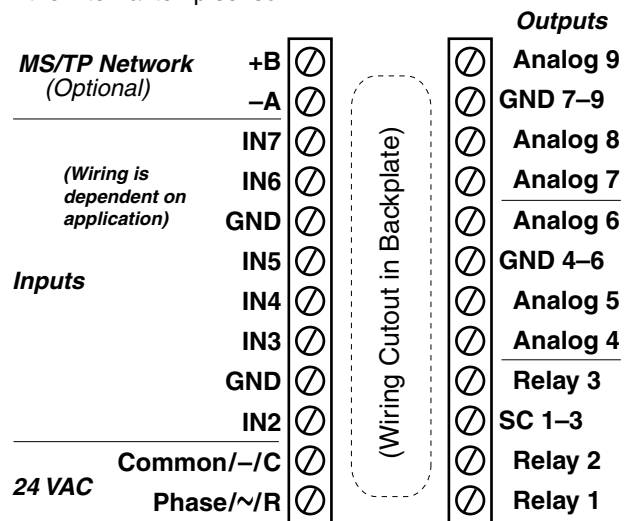 MS/TP Network
(Optional)
(Wiring is
dependent on
application)
Inputs
24 VAC
+B
–A
IN7
IN6
GND
IN5
IN4
IN3
GND
IN2
Common/–/C
Phase/~/R
(Wiring Cutout in Backplate)
Outputs
Analog 9
GND 7–9
Analog 8
Analog 7
Analog 6
GND 4–6
Analog 5
Analog 4
Relay 3
SC 1–3
Relay 2
Relay 1